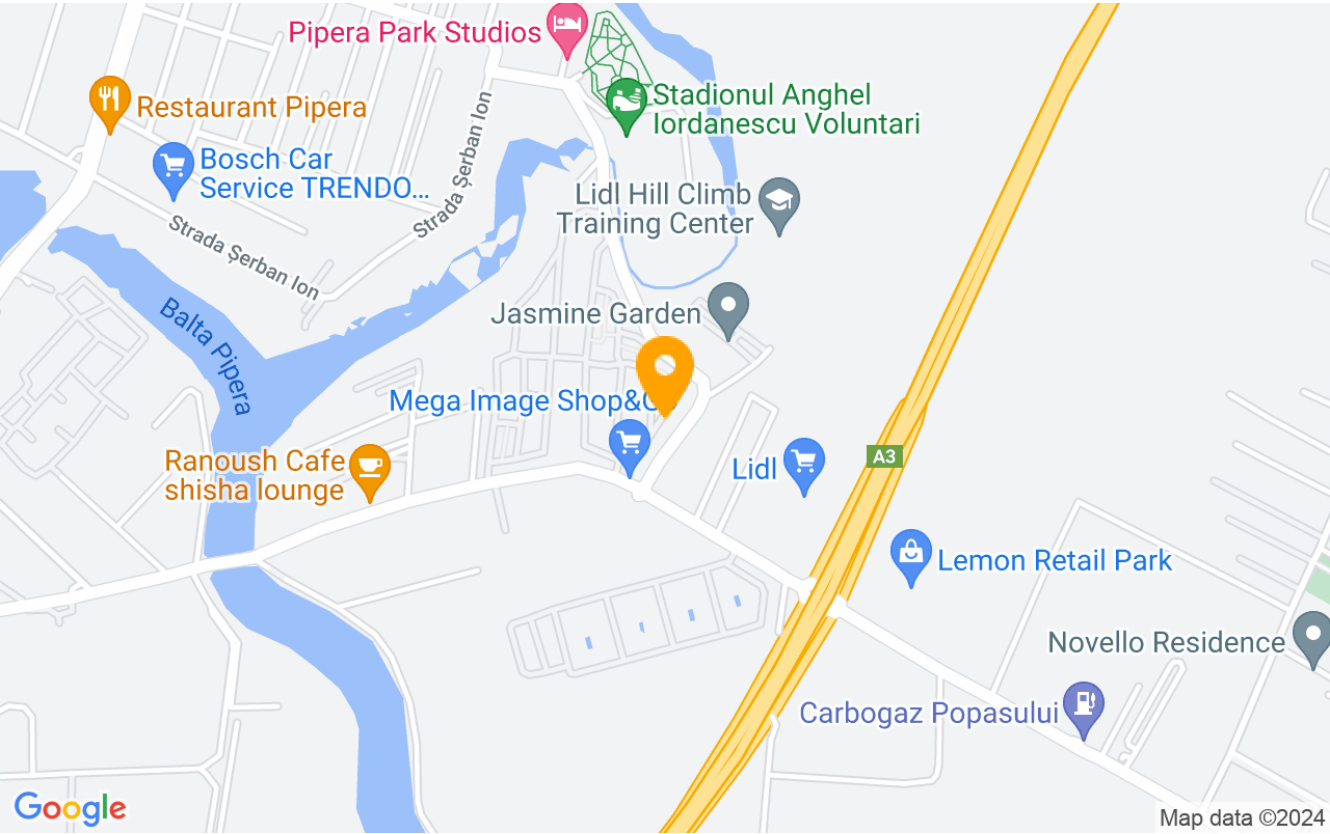 Pipera Park Studios
Stadionul Anghel
Iordanescu Voluntari
Restaurant Pipera
Bosch Car
Service TRENDO...
Strada Șerban Ion
Lidl Hill Climb
Training Center
Strada Șerban Ion
Jasmine Garden
Balta Pipera
Mega Image Shop&G
Ranoush Cafe
shisha lounge
Lidl
A3
Lemon Retail Park
Novello Residence
Carbogaz Popasului
Google
Map data ©2024